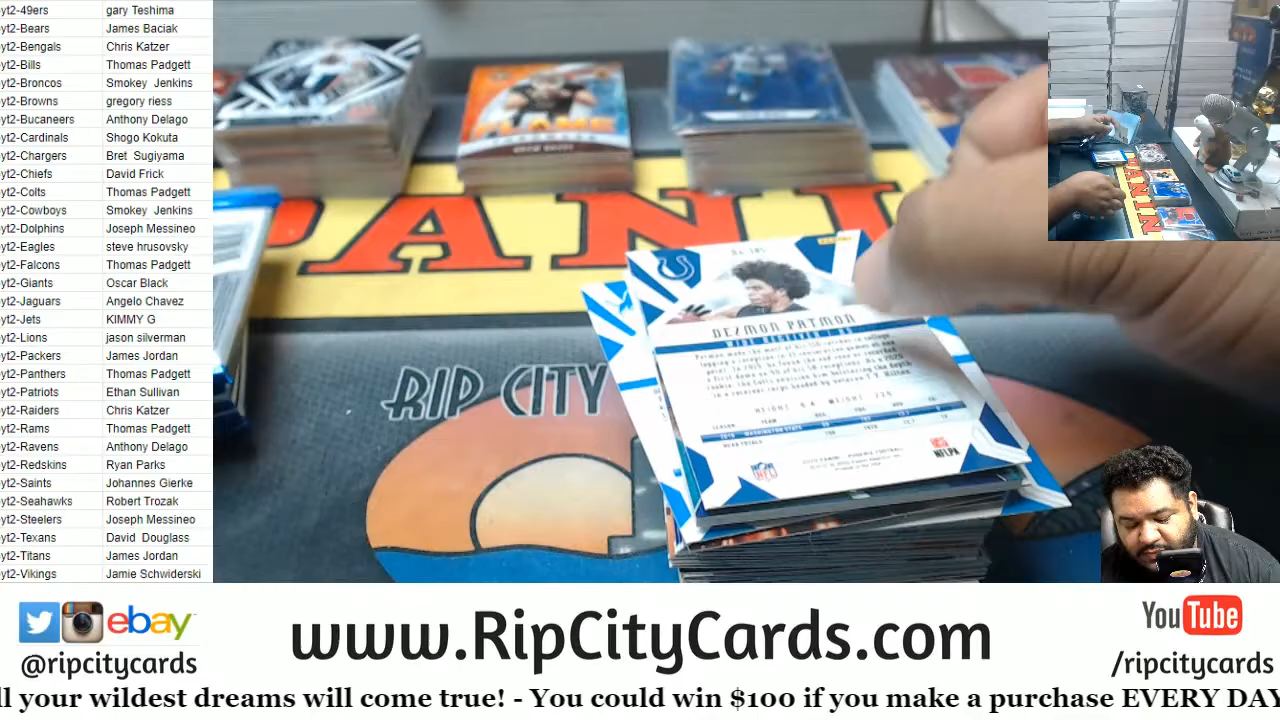 yt2-49ers gary Teshima
yt2-Bears James Baciak
yt2-Bengals Chris Katzer
yt2-Bills Thomas Padgett
yt2-Broncos Smokey Jenkins
yt2-Browns gregory riess
yt2-Bucaneers Anthony Delago
yt2-Cardinals Shogo Kokuta
yt2-Chargers Bret Sugiyama
yt2-Chiefs David Frick
yt2-Colts Thomas Padgett
yt2-Cowboys Smokey Jenkins
yt2-Dolphins Joseph Messineo
yt2-Eagles steve hrusovsky
yt2-Falcons Thomas Padgett
yt2-Giants Oscar Black
yt2-Jaguars Angelo Chavez
yt2-Jets KIMMY G
yt2-Lions jason silverman
yt2-Packers James Jordan
yt2-Panthers Thomas Padgett
yt2-Patriots Ethan Sullivan
yt2-Raiders Chris Katzer
yt2-Rams Thomas Padgett
yt2-Ravens Anthony Delago
yt2-Redskins Ryan Parks
yt2-Saints Johannes Gierke
yt2-Seahawks Robert Trozak
yt2-Steelers Joseph Messineo
yt2-Texans David Douglass
yt2-Titans James Jordan
yt2-Vikings Jamie Schwiderski
FLAME
PANINI
RIP CITY
DEZMON PATMON
WIDE RECEIVER
NFL
NFLPA
ebay
@ripcitycards
www.RipCityCards.com
YouTube
/ripcitycards
ll your wildest dreams will come true! - You could win $100 if you make a purchase EVERY DAY